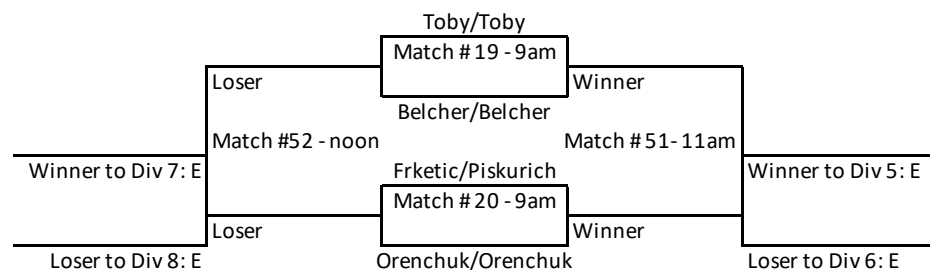 Toby/Toby
Match #19 - 9am
Loser
Winner
Belcher/Belcher
Match #52 - noon
Match #51- 11am
Winner to Div 7: E
Frketic/Piskurich
Winner to Div 5: E
Match #20 - 9am
Loser
Winner
Loser to Div 8: E
Orenchuk/Orenchuk
Loser to Div 6: E